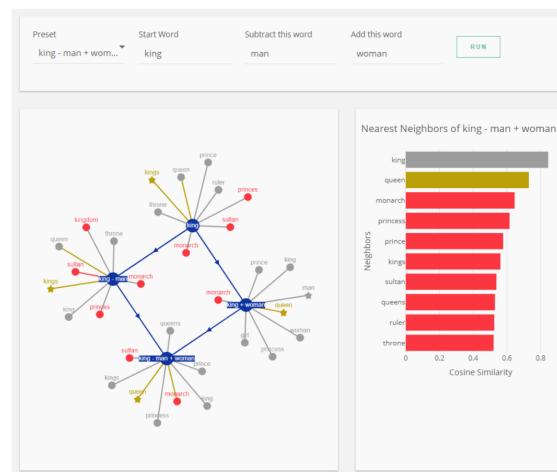 Preset
Start Word
Subtract this word
Add this word
king - man + wom...
king
man
woman
RUN
prince
kings
queen
ruler
princes
throne
king
sultan
monarch
kingdom
throne
queen
sultan
monarch
king - man
kings
princes
king
prince
king
man
monarch
king + woman
queen
girl
woman
princess
queens
sultan
king - man + woman
prince
kings
queen
monarch
king
princess
Nearest Neighbors of king - man + woman
Neighbors
king
queen
monarch
princess
prince
kings
sultan
queens
ruler
throne
0 0.2 0.4 0.6 0.8
Cosine Similarity